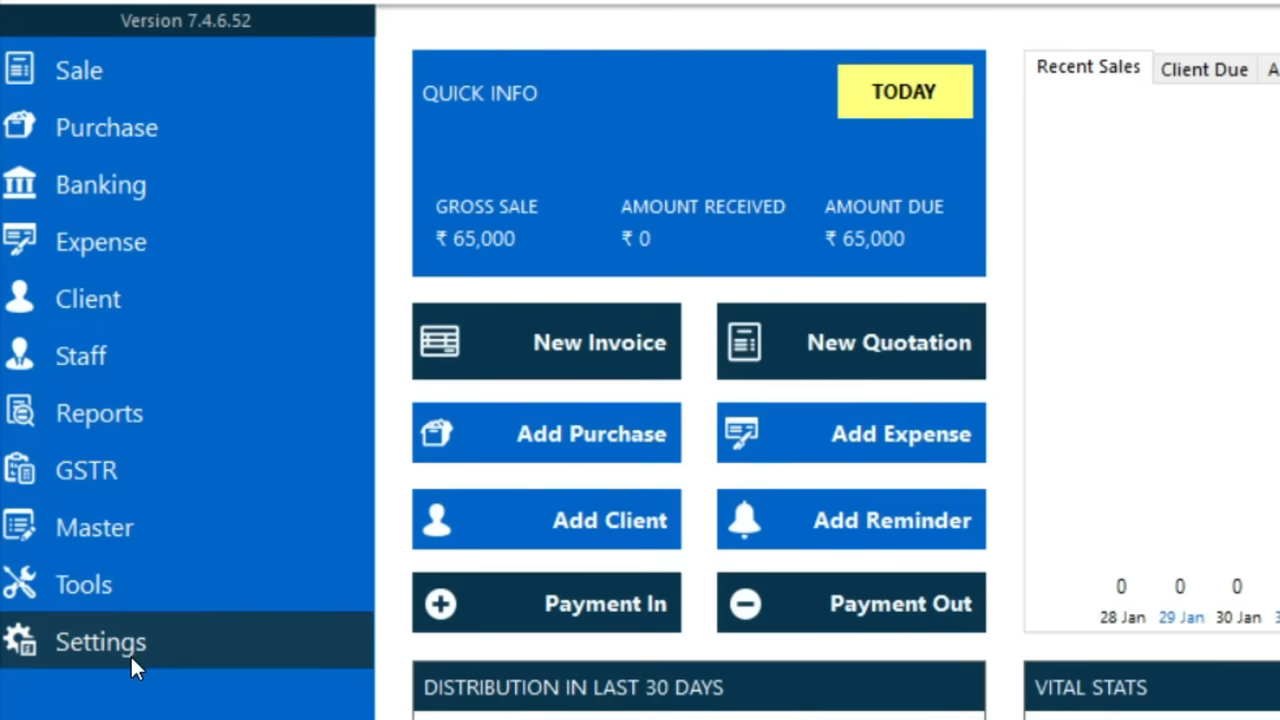 Version 7.4.6.52
Sale
Purchase
Banking
Expense
Client
Staff
Reports
GSTR
Master
Tools
Settings
QUICK INFO
TODAY
GROSS SALE AMOUNT RECEIVED AMOUNT DUE
₹ 65,000 ₹ 0 ₹ 65,000
New Invoice New Quotation
Add Purchase Add Expense
Add Client Add Reminder
Payment In Payment Out
DISTRIBUTION IN LAST 30 DAYS
Recent Sales Client Due
0 0 0
28 Jan 29 Jan 30 Jan
VITAL STATS